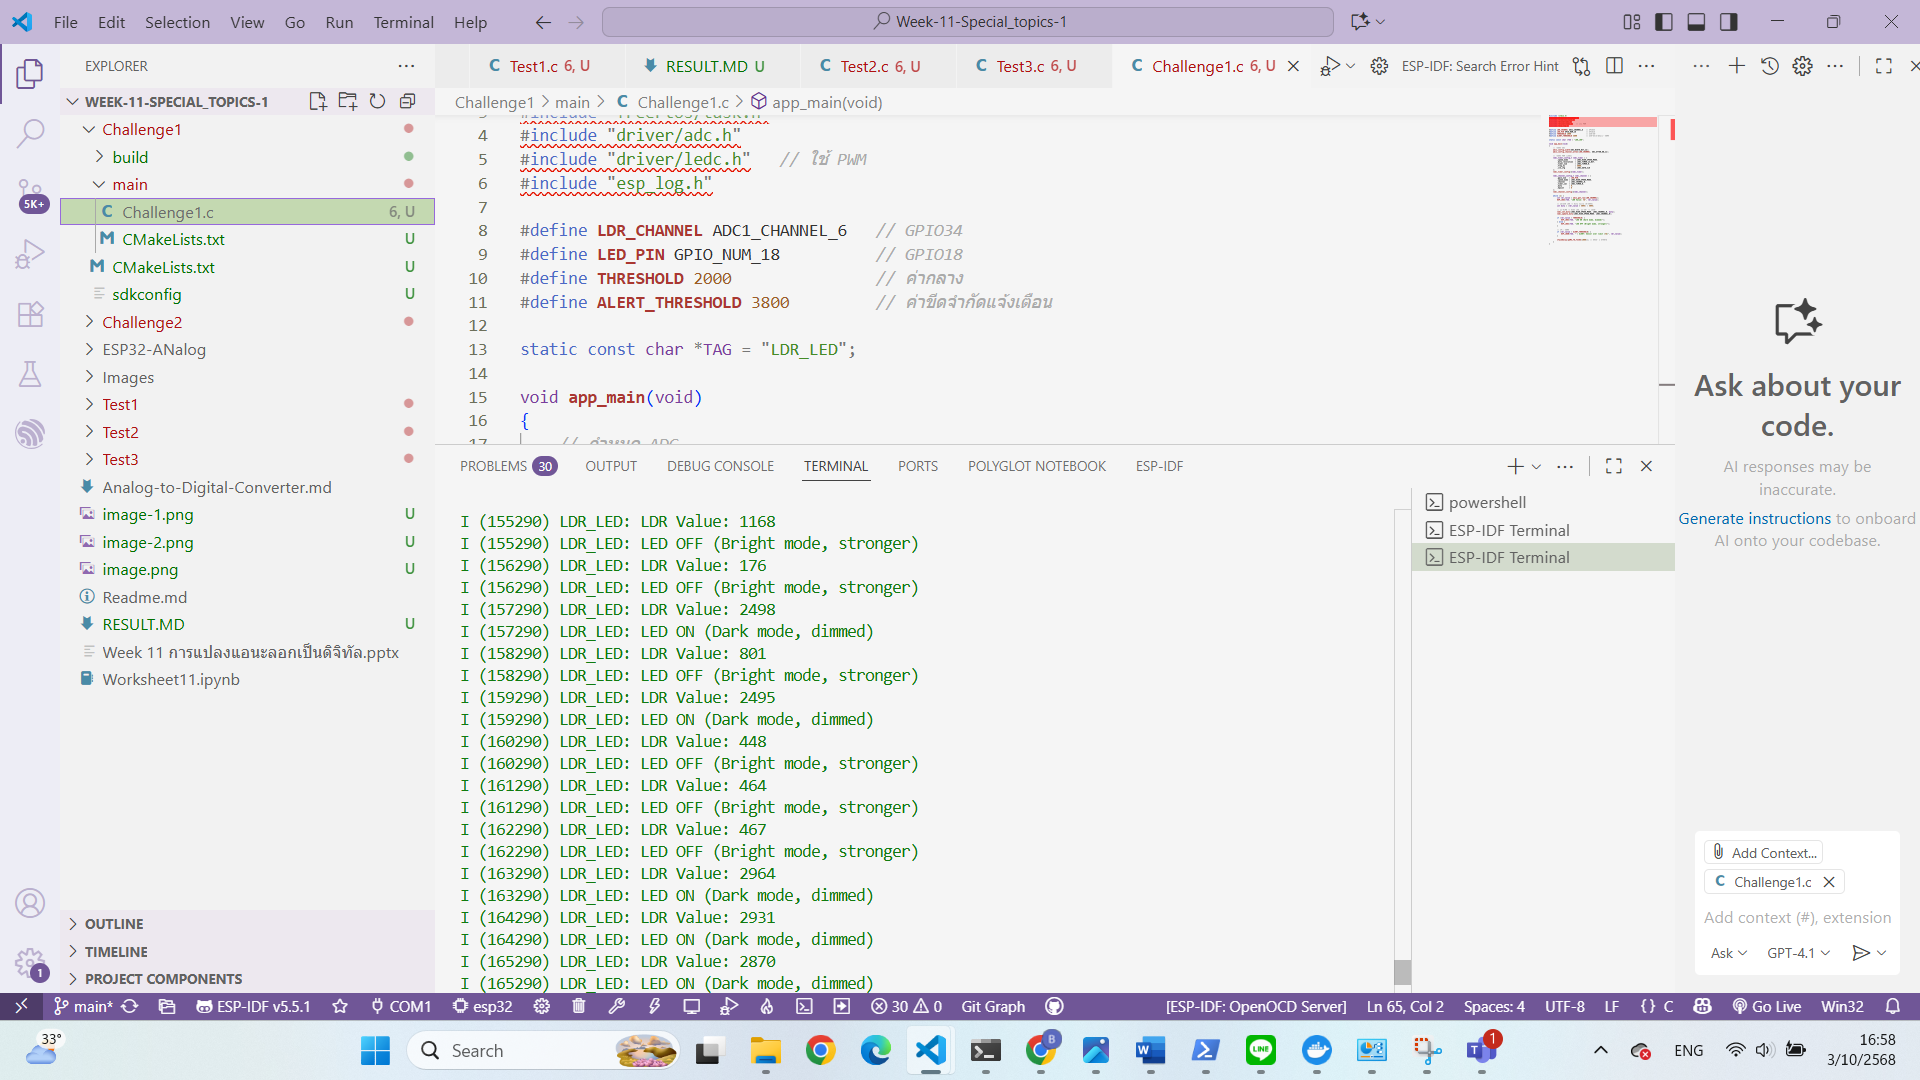 File Edit Selection View Go Run Terminal Help
Week-11-Special_topics-1
EXPLORER
WEEK-11-SPECIAL_TOPICS-1
Challenge1
build
main
Challenge1.c 6, U
CMakeLists.txt U
CMakeLists.txt U
sdkconfig U
Challenge2
ESP32-ANalog
Images
Test1
Test2
Test3
Analog-to-Digital-Converter.md
image-1.png U
image-2.png U
image.png U
Readme.md
RESULT.MD U
Week 11 การแปลงแอนะลอกเป็นดิจิทัล.pptx
Worksheet11.ipynb
OUTLINE
TIMELINE
PROJECT COMPONENTS
5K+
1
Test1.c 6, U RESULT.MD U Test2.c 6, U Test3.c 6, U Challenge1.c 6, U ESP-IDF: Search Error Hint
Challenge1 > main > C Challenge1.c > app_main(void)
4 #include "driver/adc.h"
5 #include "driver/ledc.h" // ใช้ PWM
6 #include "esp_log.h"
7
8 #define LDR_CHANNEL ADC1_CHANNEL_6 // GPIO34
9 #define LED_PIN GPIO_NUM_18 // GPIO18
10 #define THRESHOLD 2000 // ค่ากลาง
11 #define ALERT_THRESHOLD 3800 // ค่าขีดจำกัดแจ้งเตือน
12
13 static const char *TAG = "LDR_LED";
14
15 void app_main(void)
16 {
17 // กำหนด ADC
PROBLEMS 30 OUTPUT DEBUG CONSOLE TERMINAL PORTS POLYGLOT NOTEBOOK ESP-IDF
I (155290) LDR_LED: LDR Value: 1168
I (155290) LDR_LED: LED OFF (Bright mode, stronger)
I (156290) LDR_LED: LDR Value: 176
I (156290) LDR_LED: LED OFF (Bright mode, stronger)
I (157290) LDR_LED: LDR Value: 2498
I (157290) LDR_LED: LED ON (Dark mode, dimmed)
I (158290) LDR_LED: LDR Value: 801
I (158290) LDR_LED: LED OFF (Bright mode, stronger)
I (159290) LDR_LED: LDR Value: 2495
I (159290) LDR_LED: LED ON (Dark mode, dimmed)
I (160290) LDR_LED: LDR Value: 448
I (160290) LDR_LED: LED OFF (Bright mode, stronger)
I (161290) LDR_LED: LDR Value: 464
I (161290) LDR_LED: LED OFF (Bright mode, stronger)
I (162290) LDR_LED: LDR Value: 467
I (162290) LDR_LED: LED OFF (Bright mode, stronger)
I (163290) LDR_LED: LDR Value: 2964
I (163290) LDR_LED: LED ON (Dark mode, dimmed)
I (164290) LDR_LED: LDR Value: 2931
I (164290) LDR_LED: LED ON (Dark mode, dimmed)
I (165290) LDR_LED: LDR Value: 2870
I (165290) LDR_LED: LED ON (Dark mode, dimmed)
powershell
ESP-IDF Terminal
ESP-IDF Terminal
Ask about your
code.
AI responses may be
inaccurate.
Generate instructions to onboard
AI onto your codebase.
Add Context...
Challenge1.c
Add context (#), extension
Ask GPT-4.1
main* ESP-IDF v5.5.1 COM1 esp32 30 0 Git Graph [ESP-IDF: OpenOCD Server] Ln 65, Col 2 Spaces: 4 UTF-8 LF {} C Go Live Win32
33°
Search
ENG
16:58
3/10/2568